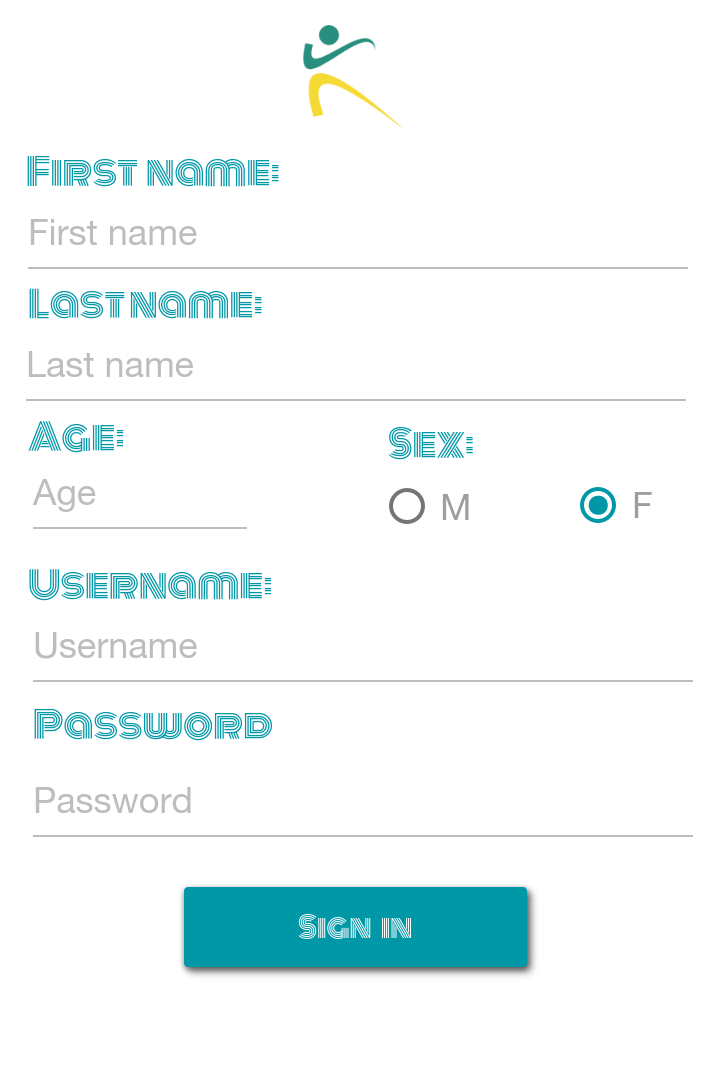 First name:
First name
Last name:
Last name
Age:
Sex:
Age
M
F
Username:
Username
Password
Password
Sign in